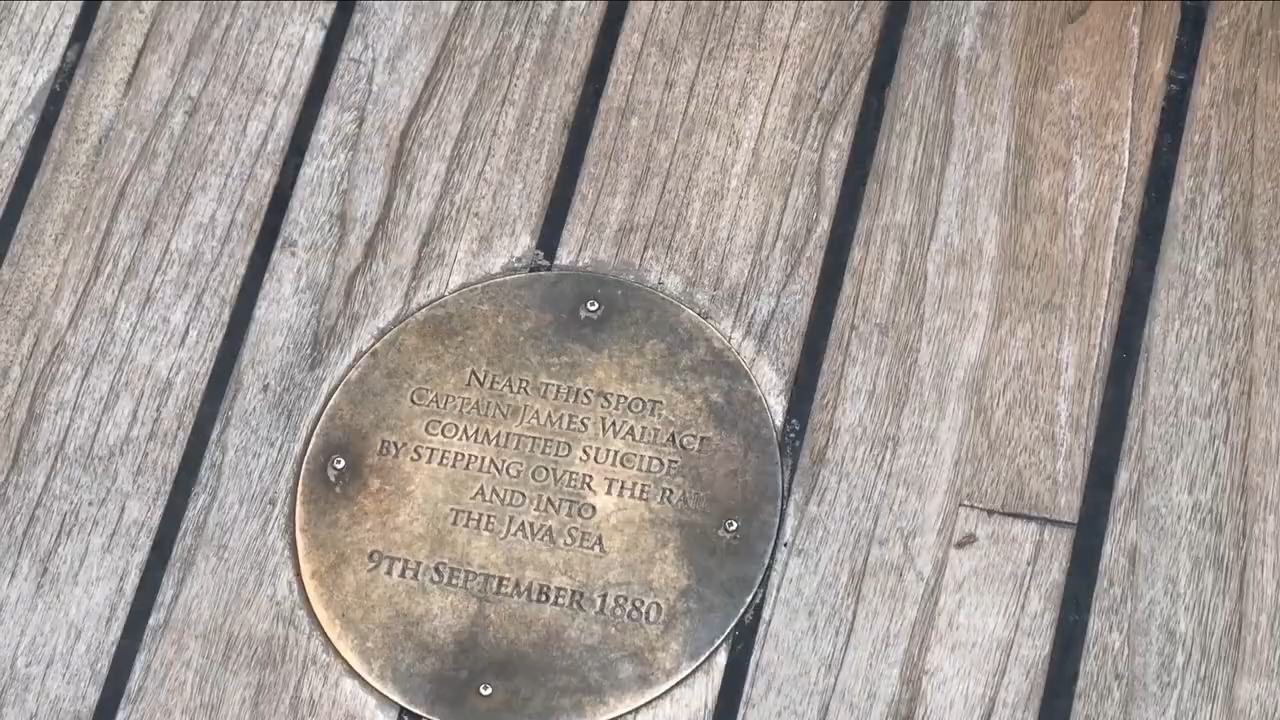 NEAR THIS SPOT,
CAPTAIN JAMES WALLACE
COMMITTED SUICIDE,
BY STEPPING OVER THE RAIL
AND INTO
THE JAVA SEA
9TH SEPTEMBER 1880